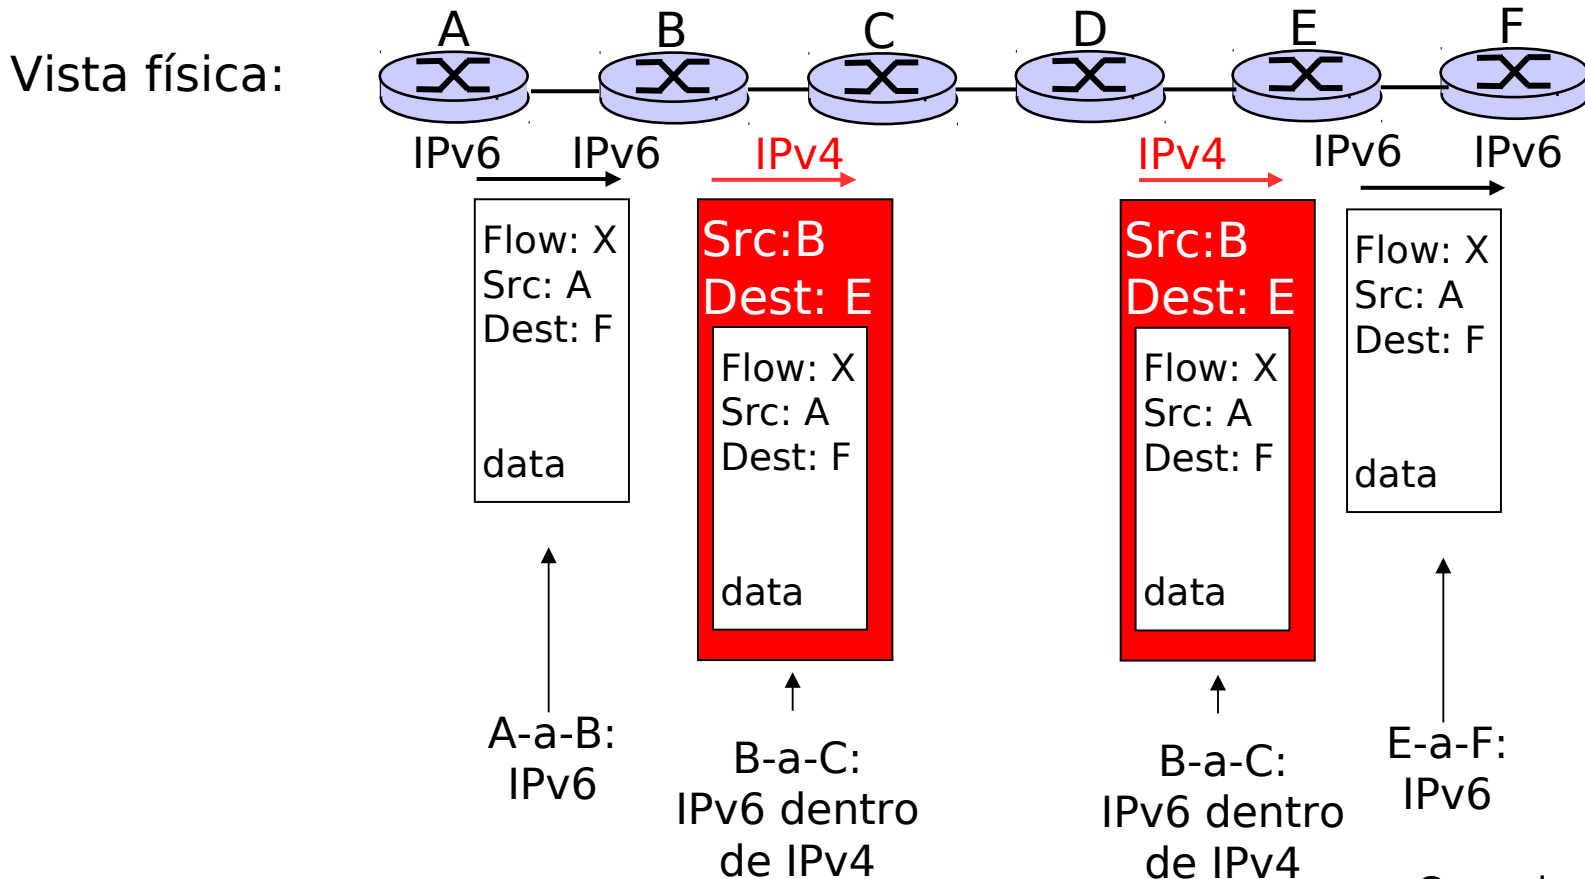 A B C D E F
Vista física:
IPv6 IPv6 IPv4 IPv4 IPv6 IPv6
Flow: X
Src: A
Dest: F
data
Src:B
Dest: E
Flow: X
Src: A
Dest: F
data
Src:B
Dest: E
Flow: X
Src: A
Dest: F
data
Flow: X
Src: A
Dest: F
data
A-a-B:
IPv6
B-a-C:
IPv6 dentro
de IPv4
B-a-C:
IPv6 dentro
de IPv4
E-a-F:
IPv6